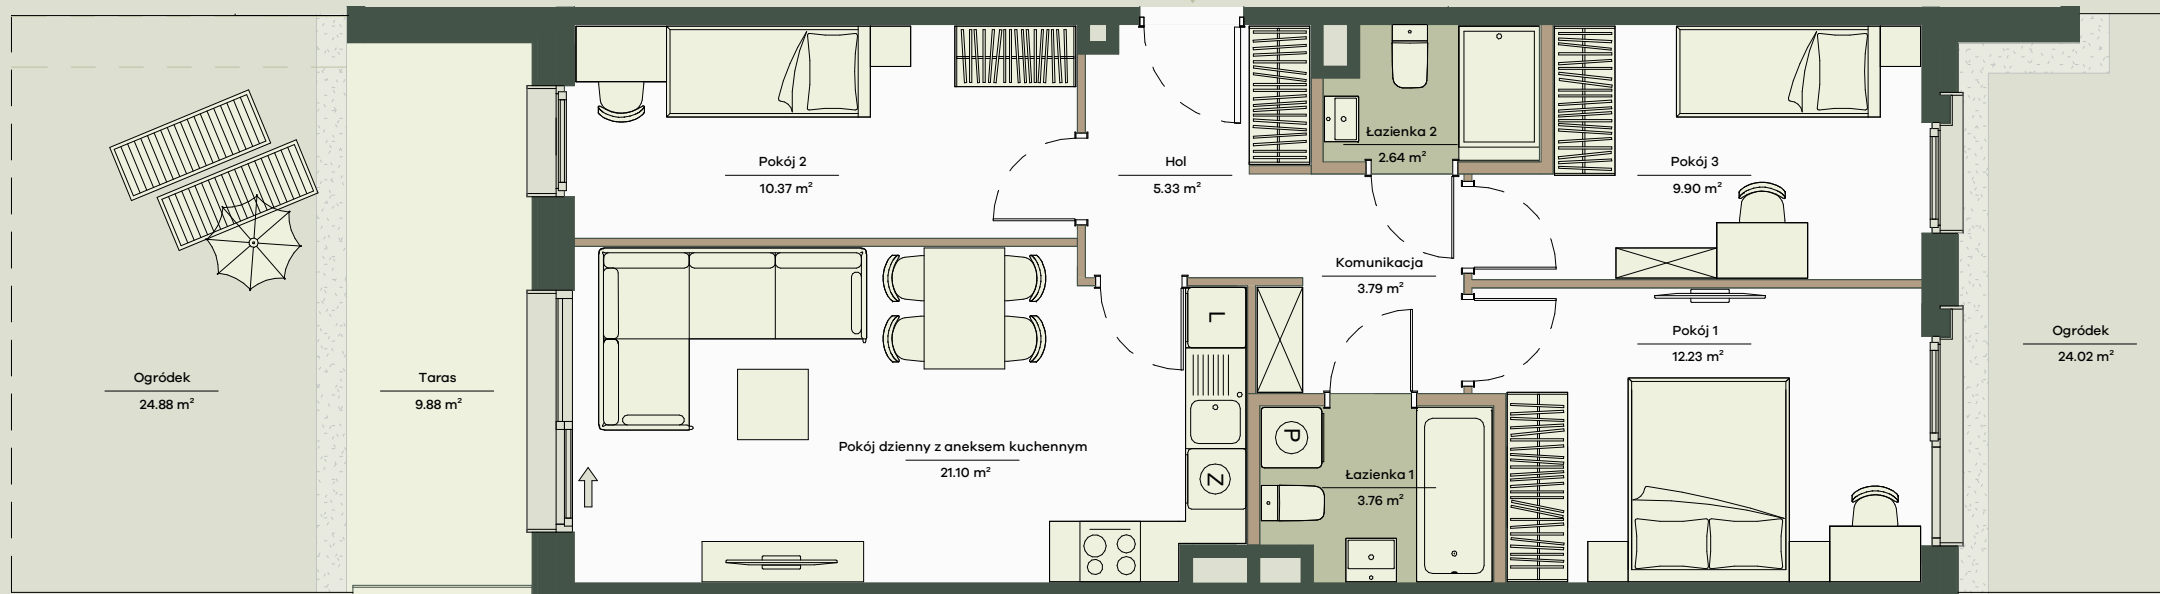 Pokój 2
10.37 m²
Hol
5.33 m²
Łazienka 2
2.64 m²
Pokój 3
9.90 m²
Komunikacja
3.79 m²
Pokój 1
12.23 m²
Ogródek
24.02 m²
Ogródek
24.88 m²
Taras
9.88 m²
Pokój dzienny z aneksem kuchennym
21.10 m²
L
Z
P
Łazienka 1
3.76 m²